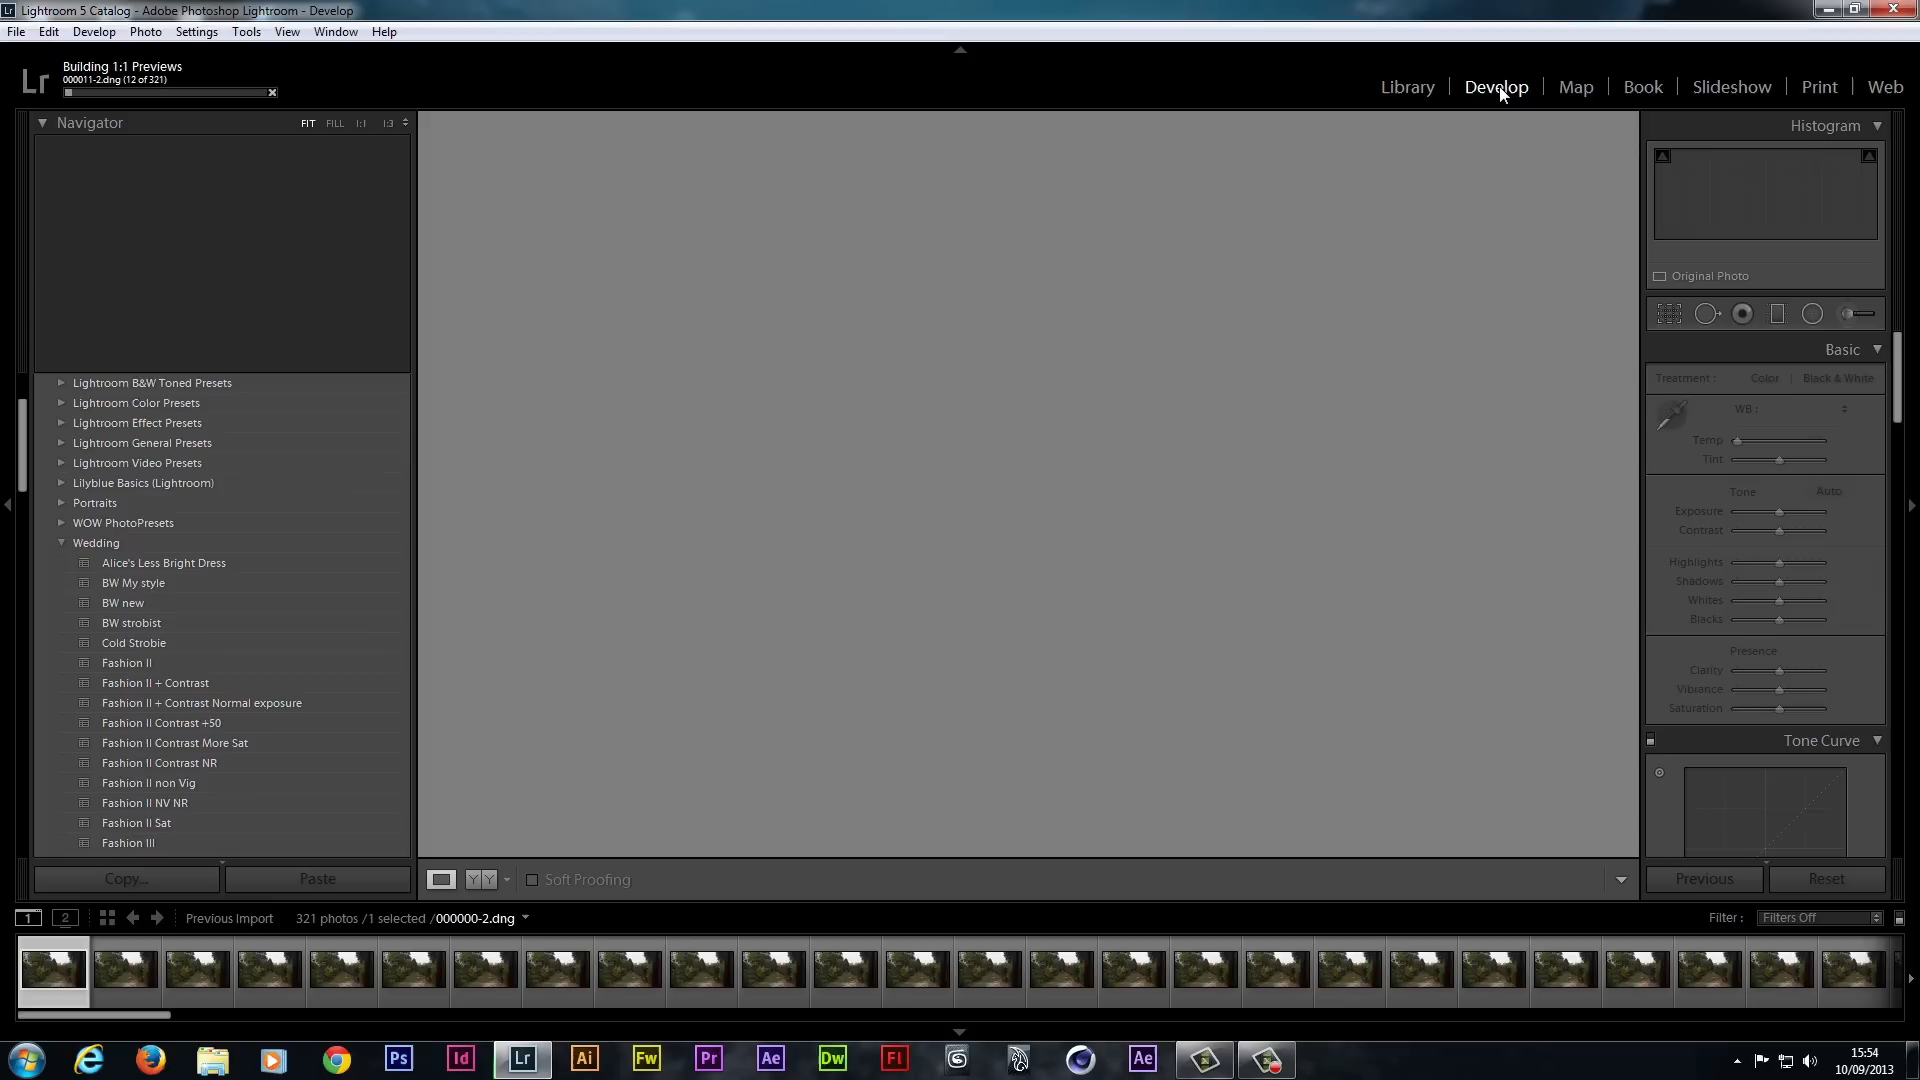 Lr Lightroom 5 Catalog - Adobe Photoshop Lightroom - Develop
File Edit Develop Photo Settings Tools View Window Help
Lr
Building 1:1 Previews
000011-2.dng (12 of 321)
Library Develop Map Book Slideshow Print Web
Navigator FIT FILL 1:1 1:3
Histogram
Original Photo
Basic
Treatment : Color Black & White
WB :
Temp
Tint
Tone Auto
Exposure
Contrast
Highlights
Shadows
Whites
Blacks
Presence
Clarity
Vibrance
Saturation
Tone Curve
Previous Reset
Lightroom B&W Toned Presets
Lightroom Color Presets
Lightroom Effect Presets
Lightroom General Presets
Lightroom Video Presets
Lilyblue Basics (Lightroom)
Portraits
WOW PhotoPresets
Wedding
Alice's Less Bright Dress
BW My style
BW new
BW strobist
Cold Strobie
Fashion II
Fashion II + Contrast
Fashion II + Contrast Normal exposure
Fashion II Contrast +50
Fashion II Contrast More Sat
Fashion II Contrast NR
Fashion II non Vig
Fashion II NV NR
Fashion II Sat
Fashion III
Copy... Paste
YY Soft Proofing
1 2 Previous Import 321 photos /1 selected /000000-2.dng Filter : Filters Off
Ps Id Lr Ai Fw Pr Ae Dw Fl Ae
15:54
10/09/2013